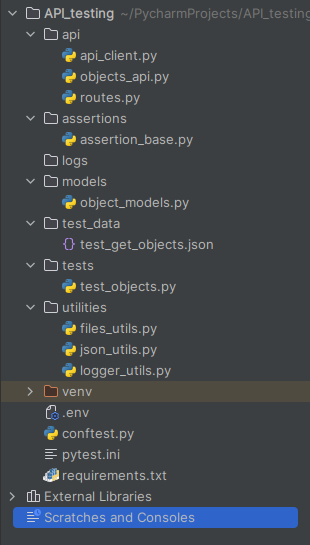 API_testing ~/PycharmProjects/API_testing
api
api_client.py
objects_api.py
routes.py
assertions
assertion_base.py
logs
models
object_models.py
test_data
{} test_get_objects.json
tests
test_objects.py
utilities
files_utils.py
json_utils.py
logger_utils.py
venv
.env
conftest.py
pytest.ini
requirements.txt
External Libraries
Scratches and Consoles